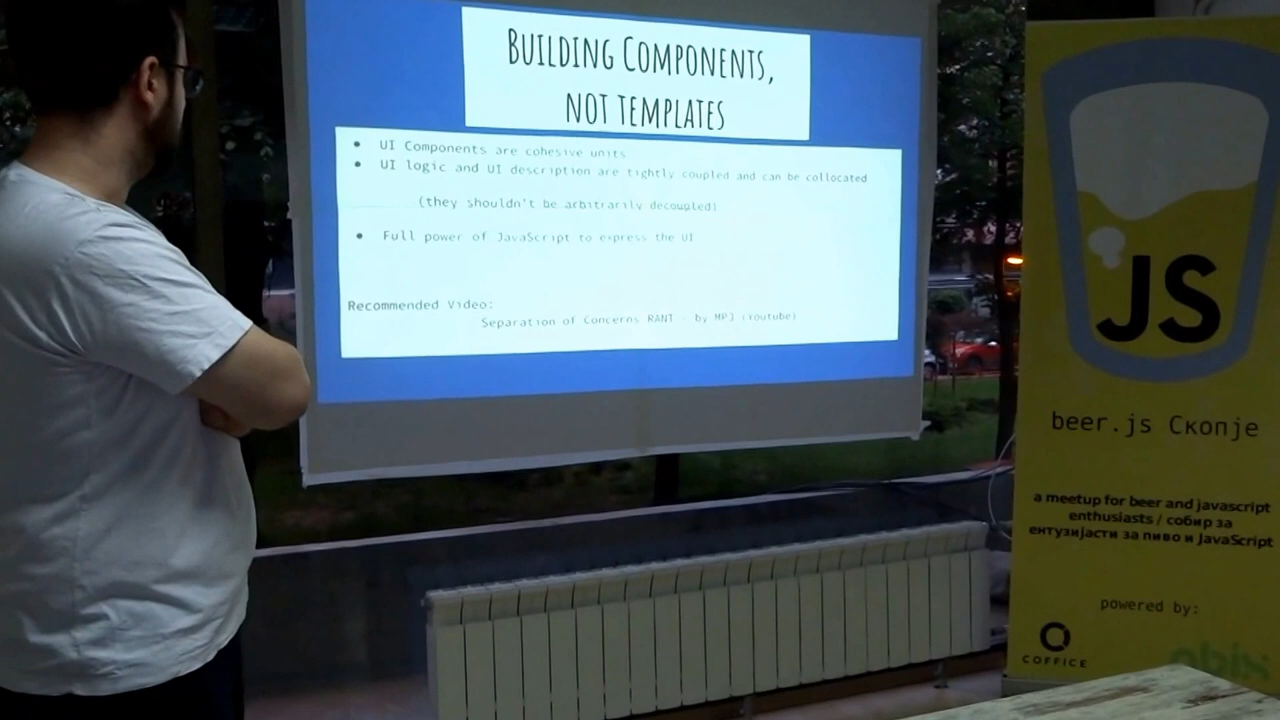 BUILDING COMPONENTS,
NOT TEMPLATES
UI Components are cohesive units
UI logic and UI description are tightly coupled and can be collocated
(they shouldn't be arbitrarily decoupled)
Full power of JavaScript to express the UI
Recommended Video:
Separation of Concerns RANT - by MPJ (Youtube)
JS
beer.js Скопје
a meetup for beer and javascript
enthusiasts / собир за
ентузијасти за пиво и JavaScript
powered by:
COFFICE